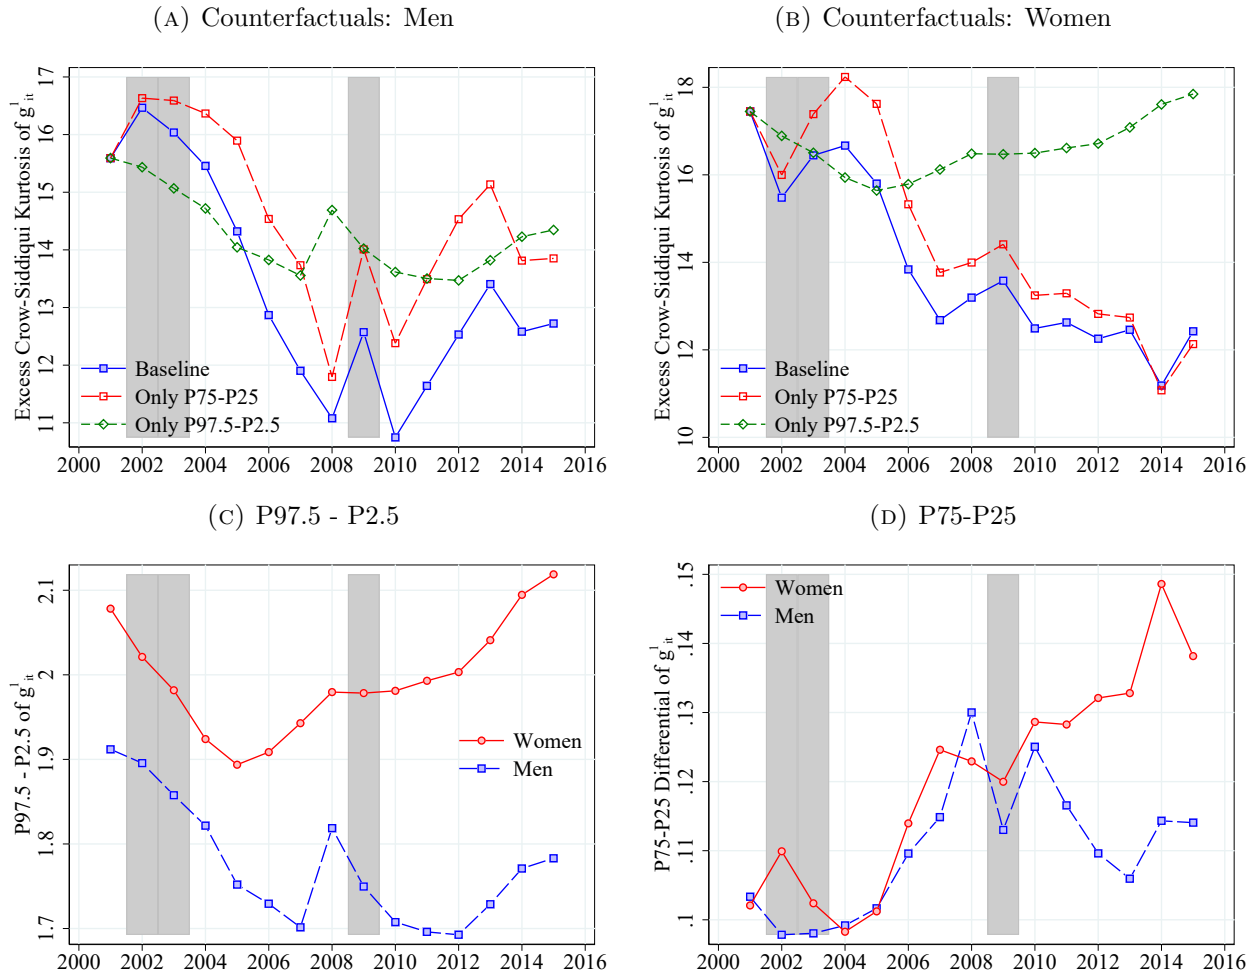 (A) Counterfactuals: Men
Excess Crow-Siddiqui Kurtosis of g¹ᵢₜ
17
16
15
14
13
12
11
Baseline
Only P75-P25
Only P97.5-P2.5
2000 2002 2004 2006 2008 2010 2012 2014 2016
(B) Counterfactuals: Women
Excess Crow-Siddiqui Kurtosis of g¹ᵢₜ
18
16
14
12
10
Baseline
Only P75-P25
Only P97.5-P2.5
2000 2002 2004 2006 2008 2010 2012 2014 2016
(C) P97.5 - P2.5
P97.5 - P2.5 of g¹ᵢₜ
2.1
2
1.9
1.8
1.7
Women
Men
2000 2002 2004 2006 2008 2010 2012 2014 2016
(D) P75-P25
P75-P25 Differential of g¹ᵢₜ
.15
.14
.13
.12
.11
.1
Women
Men
2000 2002 2004 2006 2008 2010 2012 2014 2016